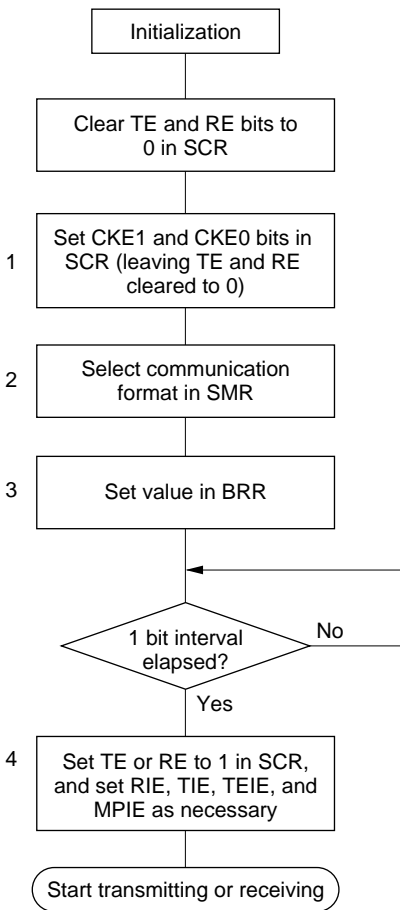 Initialization
Clear TE and RE bits to
0 in SCR
1
Set CKE1 and CKE0 bits in
SCR (leaving TE and RE
cleared to 0)
2
Select communication
format in SMR
3
Set value in BRR
1 bit interval
elapsed?
No
Yes
4
Set TE or RE to 1 in SCR,
and set RIE, TIE, TEIE, and
MPIE as necessary
Start transmitting or receiving